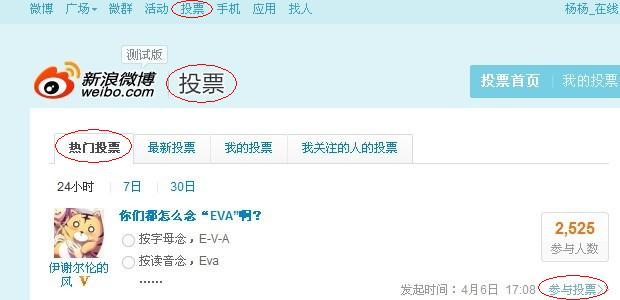 微博 广场 微群 活动 投票 手机 应用 找人 杨杨_在线
测试版
新浪微博
weibo.com
投票
投票首页 我的投票
热门投票 最新投票 我的投票 我关注的人的投票
24小时 7日 30日
你们都怎么念“EVA”啊？
按字母念，E-V-A
2,525
参与人数
按读音念，Eva
伊谢尔伦的风 V
……
发起时间：4月6日 17:08 参与投票